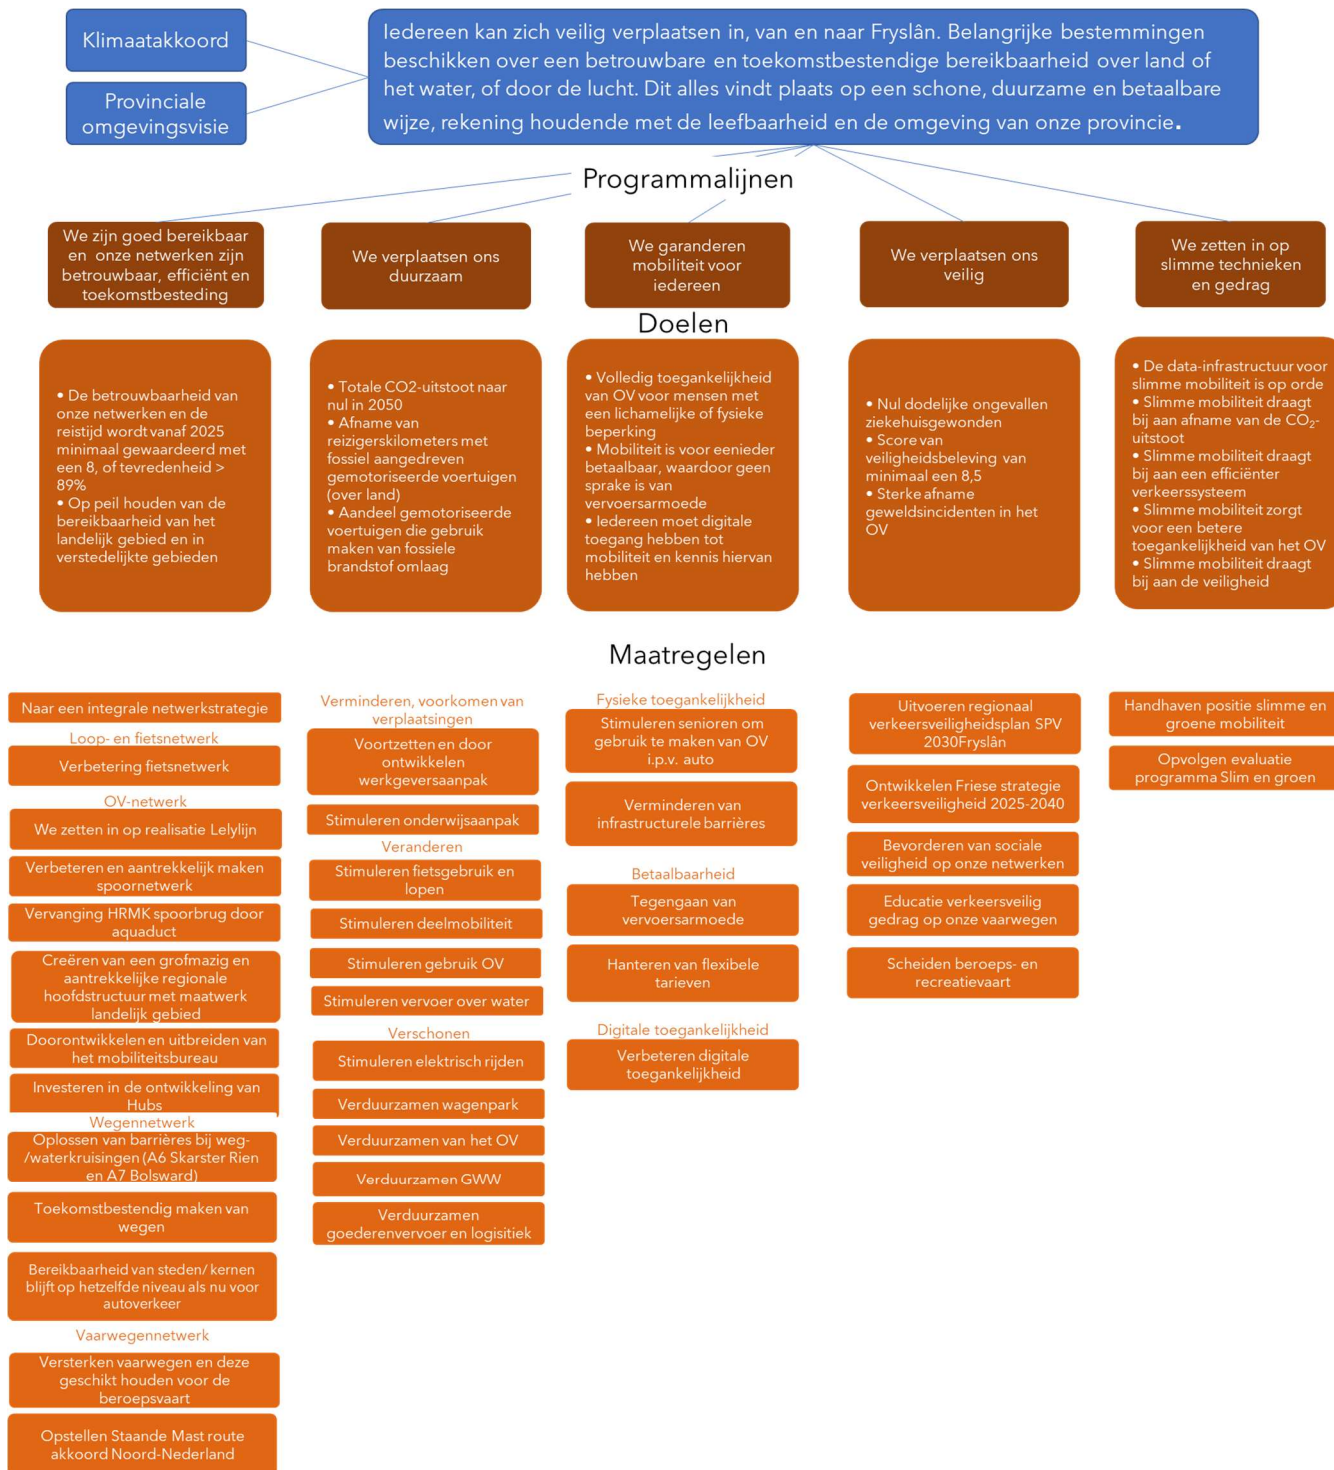 Klimaatakkoord
Provinciale
omgevingsvisie
Iedereen kan zich veilig verplaatsen in, van en naar Fryslân. Belangrijke bestemmingen
beschikken over een betrouwbare en toekomstbestendige bereikbaarheid over land of
het water, of door de lucht. Dit alles vindt plaats op een schone, duurzame en betaalbare
wijze, rekening houdende met de leefbaarheid en de omgeving van onze provincie.
Programmalijnen
We zijn goed bereikbaar
en onze netwerken zijn
betrouwbaar, efficiënt en
toekomstbesteding
We verplaatsen ons
duurzaam
We garanderen
mobiliteit voor
iedereen
We verplaatsen ons
veilig
We zetten in op
slimme technieken
en gedrag
Doelen
• De betrouwbaarheid van
onze netwerken en de
reistijd wordt vanaf 2025
minimaal gewaardeerd met
een 8, of tevredenheid >
89%
• Op peil houden van de
bereikbaarheid van het
landelijk gebied en in
verstedelijkte gebieden
• Totale CO2-uitstoot naar
nul in 2050
• Afname van
reizigerskilometers met
fossiel aangedreven
gemotoriseerde voertuigen
(over land)
• Aandeel gemotoriseerde
voertuigen die gebruik
maken van fossiele
brandstof omlaag
• Volledig toegankelijkheid
van OV voor mensen met
een lichamelijke of fysieke
beperking
• Mobiliteit is voor eenieder
betaalbaar, waardoor geen
sprake is van
vervoersarmoede
• Iedereen moet digitale
toegang hebben tot
mobiliteit en kennis hiervan
hebben
• Nul dodelijke ongevallen
ziekehuisgewonden
• Score van
veiligheidsbeleving van
minimaal een 8,5
• Sterke afname
geweldsincidenten in het
OV
• De data-infrastructuur voor
slimme mobiliteit is op orde
• Slimme mobiliteit draagt
bij aan afname van de CO₂-
uitstoot
• Slimme mobiliteit draagt
bij aan een efficiënter
verkeerssysteem
• Slimme mobiliteit zorgt
voor een betere
toegankelijkheid van het OV
• Slimme mobiliteit draagt
bij aan de veiligheid
Maatregelen
Naar een integrale netwerkstrategie
Loop- en fietsnetwerk
Verbetering fietsnetwerk
OV-netwerk
We zetten in op realisatie Lelylijn
Verbeteren en aantrekkelijk maken
spoornetwerk
Vervanging HRMK spoorbrug door
aquaduct
Creëren van een grofmazig en
aantrekkelijke regionale
hoofdstructuur met maatwerk
landelijk gebied
Doorontwikkelen en uitbreiden van
het mobiliteitsbureau
Investeren in de ontwikkeling van
Hubs
Wegennetwerk
Oplossen van barrières bij weg-
/waterkruisingen (A6 Skarster Rien
en A7 Bolsward)
Toekomstbestendig maken van
wegen
Bereikbaarheid van steden/ kernen
blijft op hetzelfde niveau als nu voor
autoverkeer
Vaarwegennetwerk
Versterken vaarwegen en deze
geschikt houden voor de
beroepsvaart
Opstellen Staande Mast route
akkoord Noord-Nederland
Verminderen, voorkomen van
verplaatsingen
Voortzetten en door
ontwikkelen
werkgeversaanpak
Stimuleren onderwijsaanpak
Veranderen
Stimuleren fietsgebruik en
lopen
Stimuleren deelmobiliteit
Stimuleren gebruik OV
Stimuleren vervoer over water
Verschonen
Stimuleren elektrisch rijden
Verduurzamen wagenpark
Verduurzamen van het OV
Verduurzamen GWW
Verduurzamen
goederenvervoer en logisitiek
Fysieke toegankelijkheid
Stimuleren senioren om
gebruik te maken van OV
i.p.v. auto
Verminderen van
infrastructurele barrières
Betaalbaarheid
Tegengaan van
vervoersarmoede
Hanteren van flexibele
tarieven
Digitale toegankelijkheid
Verbeteren digitale
toegankelijkheid
Uitvoeren regionaal
verkeersveiligheidsplan SPV
2030Fryslân
Ontwikkelen Friese strategie
verkeersveiligheid 2025-2040
Bevorderen van sociale
veiligheid op onze netwerken
Educatie verkeersveilig
gedrag op onze vaarwegen
Scheiden beroeps- en
recreatievaart
Handhaven positie slimme en
groene mobiliteit
Opvolgen evaluatie
programma Slim en groen